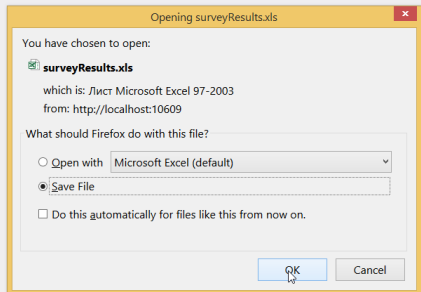 Opening surveyResults.xls
x
You have chosen to open:
surveyResults.xls
which is: Лист Microsoft Excel 97-2003
from: http://localhost:10609
What should Firefox do with this file?
Open with Microsoft Excel (default)
Save File
Do this automatically for files like this from now on.
OK Cancel